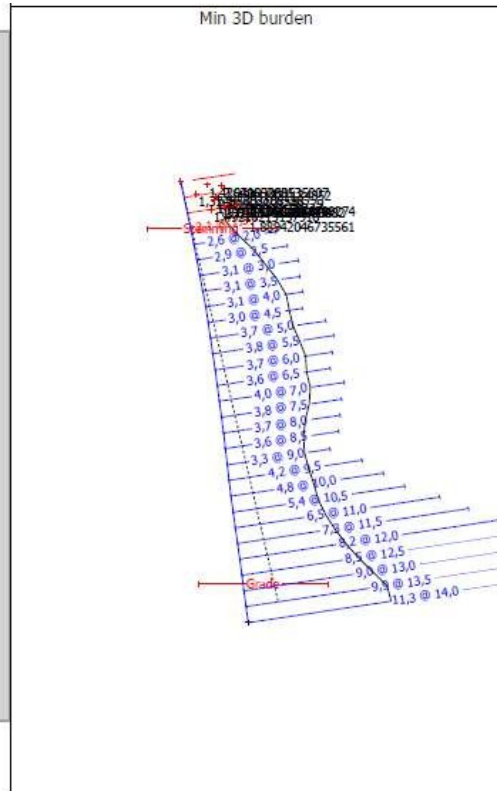 Min 3D burden
1,81942046735561
Stemming
2,6 @ 2,0
2,9 @ 2,5
3,1 @ 3,0
3,1 @ 3,5
3,1 @ 4,0
3,0 @ 4,5
3,7 @ 5,0
3,8 @ 5,5
3,7 @ 6,0
3,6 @ 6,5
4,0 @ 7,0
3,8 @ 7,5
3,7 @ 8,0
3,6 @ 8,5
3,3 @ 9,0
4,2 @ 9,5
4,8 @ 10,0
5,4 @ 10,5
6,5 @ 11,0
7,3 @ 11,5
8,2 @ 12,0
8,5 @ 12,5
9,0 @ 13,0
Grade
9,9 @ 13,5
11,3 @ 14,0